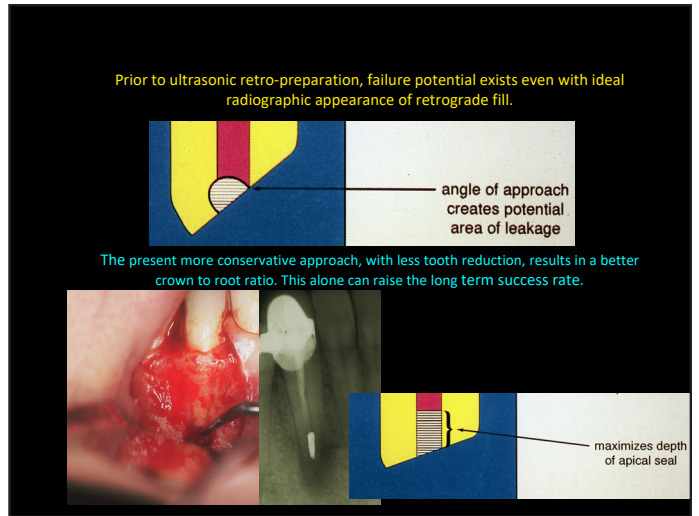 Prior to ultrasonic retro-preparation, failure potential exists even with ideal
radiographic appearance of retrograde fill.
angle of approach
creates potential
area of leakage
The present more conservative approach, with less tooth reduction, results in a better
crown to root ratio. This alone can raise the long term success rate.
maximizes depth
of apical seal